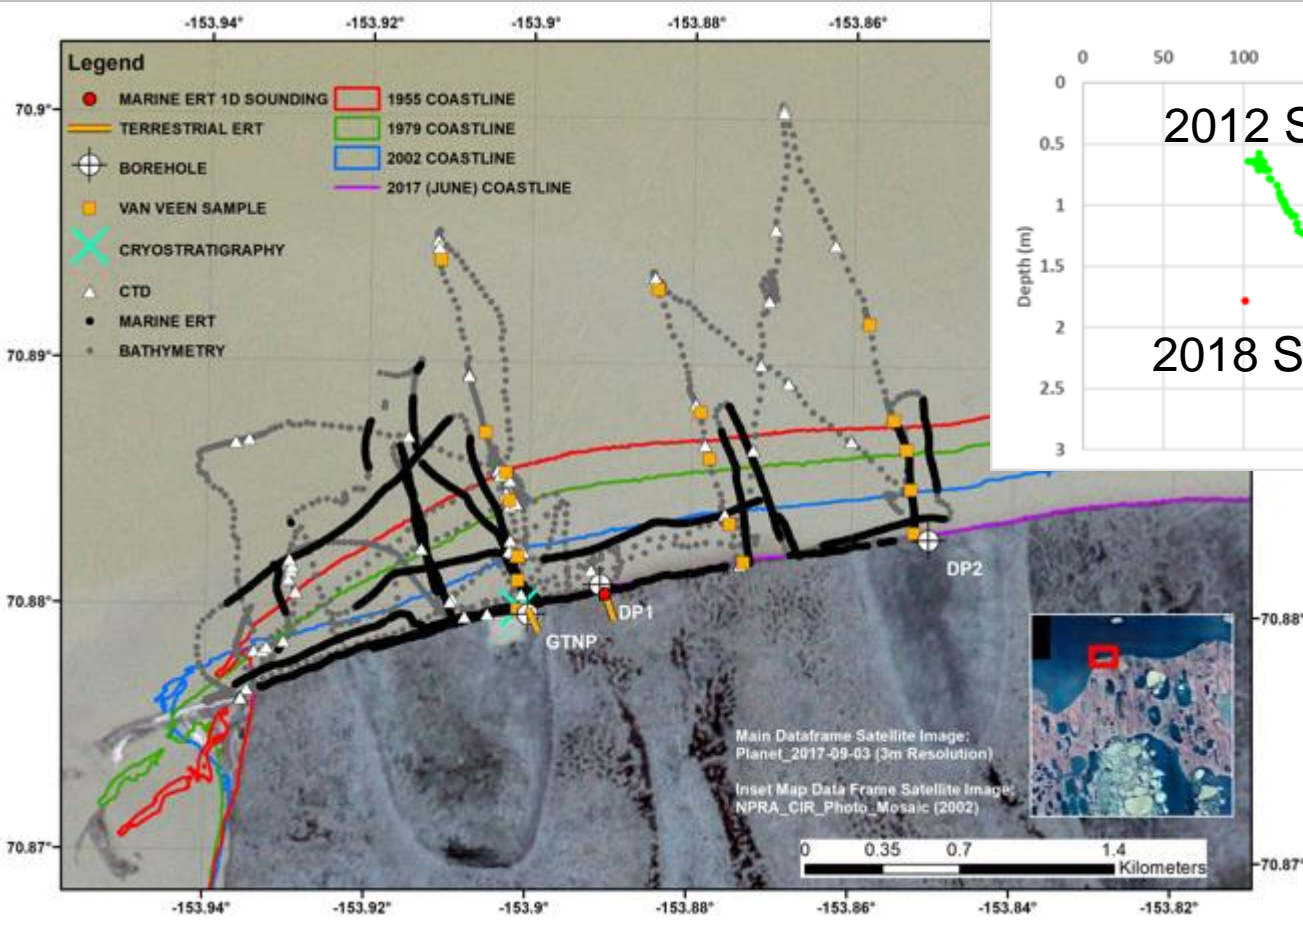 -153.94° -153.92° -153.9° -153.88° -153.86°
Legend
MARINE ERT 1D SOUNDING
TERRESTRIAL ERT
BOREHOLE
VAN VEEN SAMPLE
CRYOSTRATIGRAPHY
CTD
MARINE ERT
BATHYMETRY
1955 COASTLINE
1979 COASTLINE
2002 COASTLINE
2017 (JUNE) COASTLINE
70.9°
70.89°
70.88°
70.87°
0 50 100
0
0.5
1
1.5
2
2.5
3
Depth (m)
2012 S
2018 S
DP2
DP1
GTNP
70.88°
70.87°
Main Dataframe Satellite Image:
Planet_2017-09-03 (3m Resolution)
Inset Map Data Frame Satellite Image:
NPRA_CIR_Photo_Mosaic (2002)
0 0.35 0.7 1.4
Kilometers
-153.94° -153.92° -153.9° -153.88° -153.86° -153.84° -153.82°